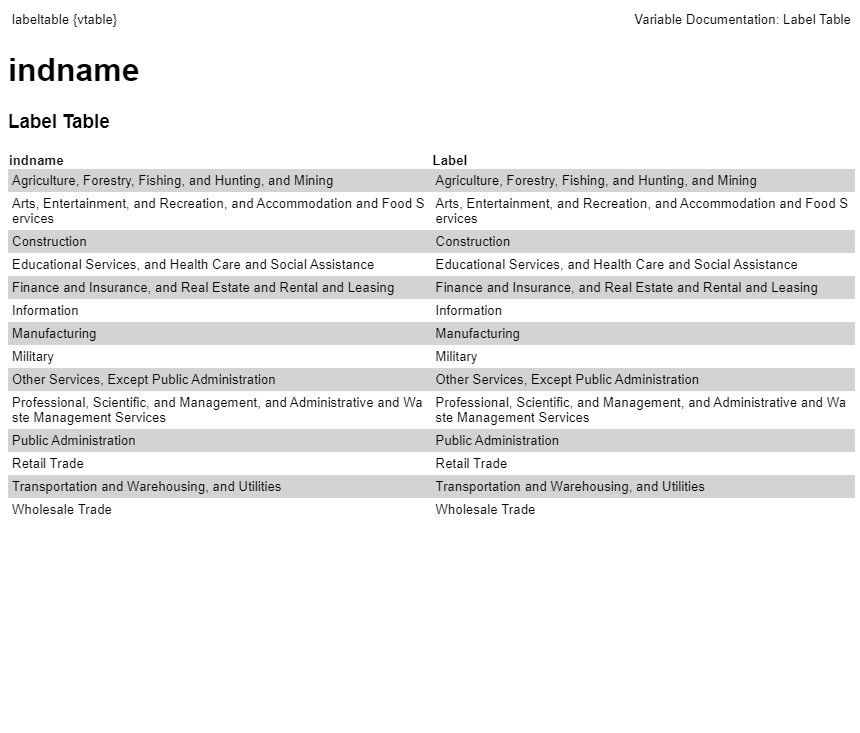 labeltable {vtable} Variable Documentation: Label Table
indname
Label Table
indname Label
Agriculture, Forestry, Fishing, and Hunting, and Mining Agriculture, Forestry, Fishing, and Hunting, and Mining
Arts, Entertainment, and Recreation, and Accommodation and Food S Arts, Entertainment, and Recreation, and Accommodation and Food S
ervices ervices
Construction Construction
Educational Services, and Health Care and Social Assistance Educational Services, and Health Care and Social Assistance
Finance and Insurance, and Real Estate and Rental and Leasing Finance and Insurance, and Real Estate and Rental and Leasing
Information Information
Manufacturing Manufacturing
Military Military
Other Services, Except Public Administration Other Services, Except Public Administration
Professional, Scientific, and Management, and Administrative and Wa Professional, Scientific, and Management, and Administrative and Wa
ste Management Services ste Management Services
Public Administration Public Administration
Retail Trade Retail Trade
Transportation and Warehousing, and Utilities Transportation and Warehousing, and Utilities
Wholesale Trade Wholesale Trade